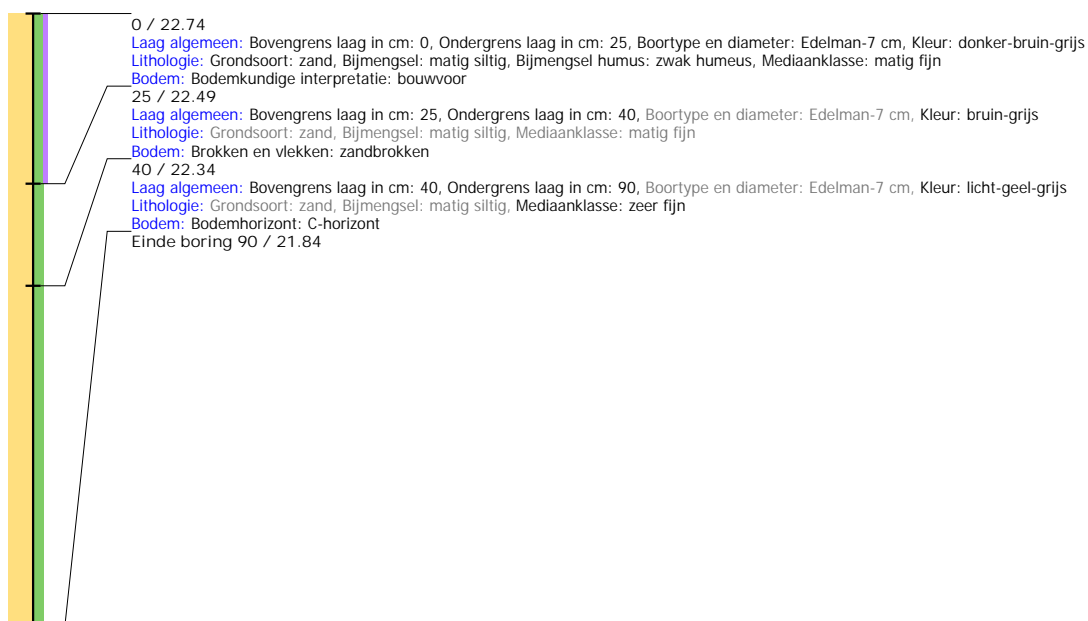 0 / 22.74
Laag algemeen: Bovengrens laag in cm: 0, Ondergrens laag in cm: 25, Boortype en diameter: Edelman-7 cm, Kleur: donker-bruin-grijs
Lithologie: Grondsoort: zand, Bijmengsel: matig siltig, Bijmengsel humus: zwak humeus, Mediaanklasse: matig fijn
Bodem: Bodemkundige interpretatie: bouwvoor
25 / 22.49
Laag algemeen: Bovengrens laag in cm: 25, Ondergrens laag in cm: 40, Boortype en diameter: Edelman-7 cm, Kleur: bruin-grijs
Lithologie: Grondsoort: zand, Bijmengsel: matig siltig, Mediaanklasse: matig fijn
Bodem: Brokken en vlekken: zandbrokken
40 / 22.34
Laag algemeen: Bovengrens laag in cm: 40, Ondergrens laag in cm: 90, Boortype en diameter: Edelman-7 cm, Kleur: licht-geel-grijs
Lithologie: Grondsoort: zand, Bijmengsel: matig siltig, Mediaanklasse: zeer fijn
Bodem: Bodemhorizont: C-horizont
Einde boring 90 / 21.84